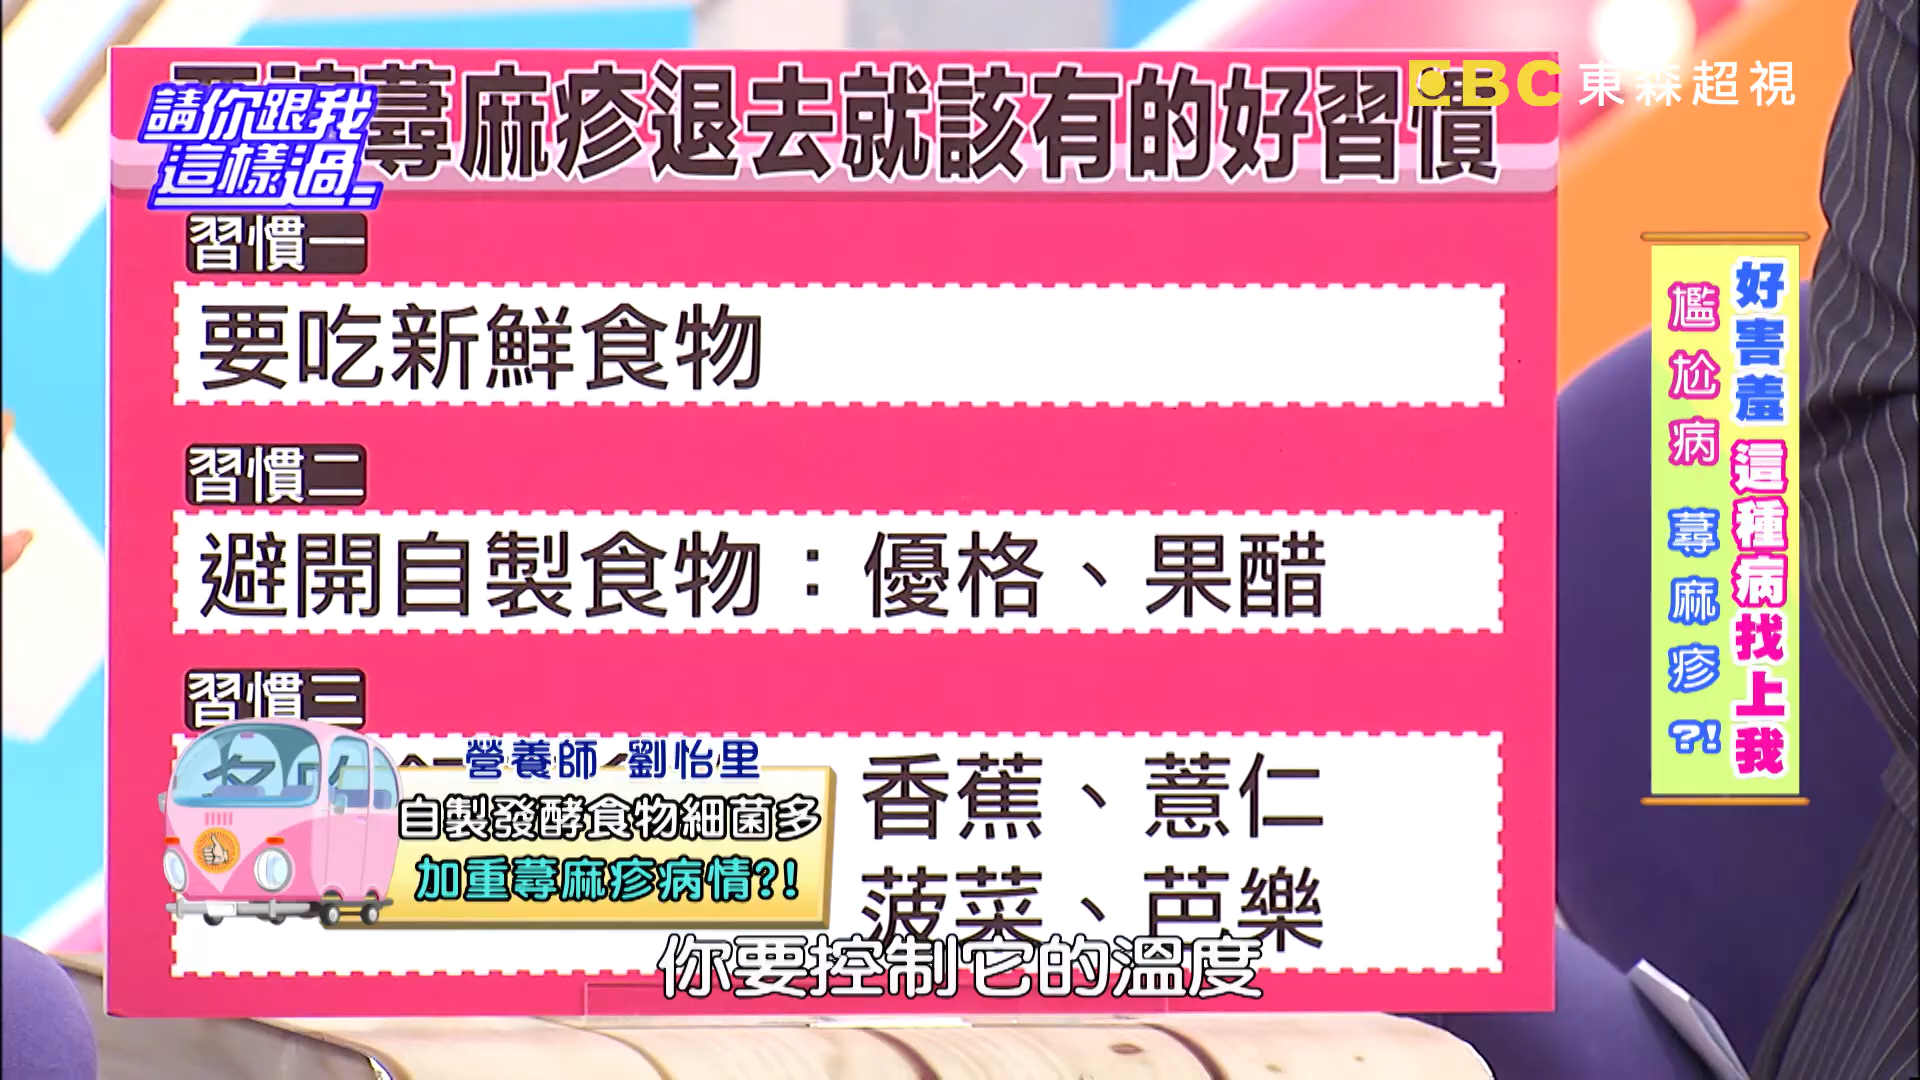 EBC 東森超視
請你跟我
這樣過
蕁麻疹退去就該有的好習慣
習慣一
要吃新鮮食物
習慣二
避開自製食物:優格、果醋
習慣三
香蕉、薏仁
菠菜、芭樂
營養師 劉怡里
自製發酵食物細菌多
加重蕁麻疹病情?!
你要控制它的溫度
好害羞 這種病找上我
尷尬病 蕁麻疹?!